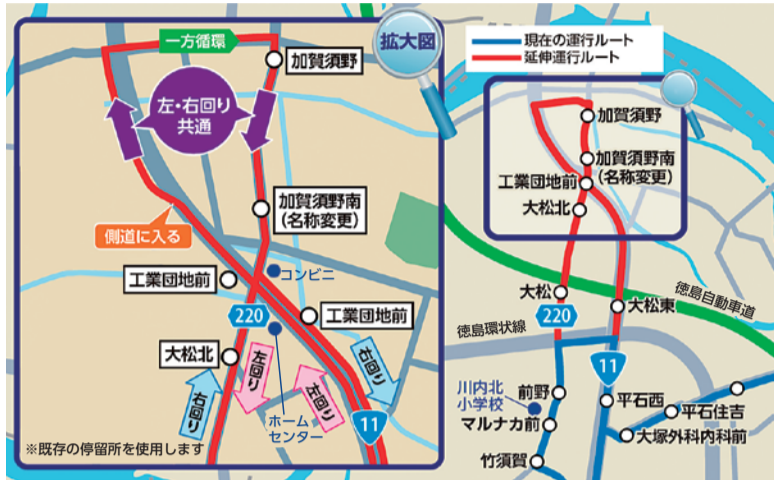 一方循環
拡大図
加賀須野
左・右回り
共通
加賀須野南
(名称変更)
側道に入る
工業団地前
コンビニ
220
工業団地前
大松北
左回り
右回り
左回り
右回り
ホーム
センター
11
※既存の停留所を使用します
現在の運行ルート
延伸運行ルート
加賀須野
加賀須野南
(名称変更)
工業団地前
大松北
徳島自動車道
大松
大松東
220
徳島環状線
11
川内北
小学校
前野
平石西
平石住吉
マルナカ前
大塚外科内科前
竹須賀